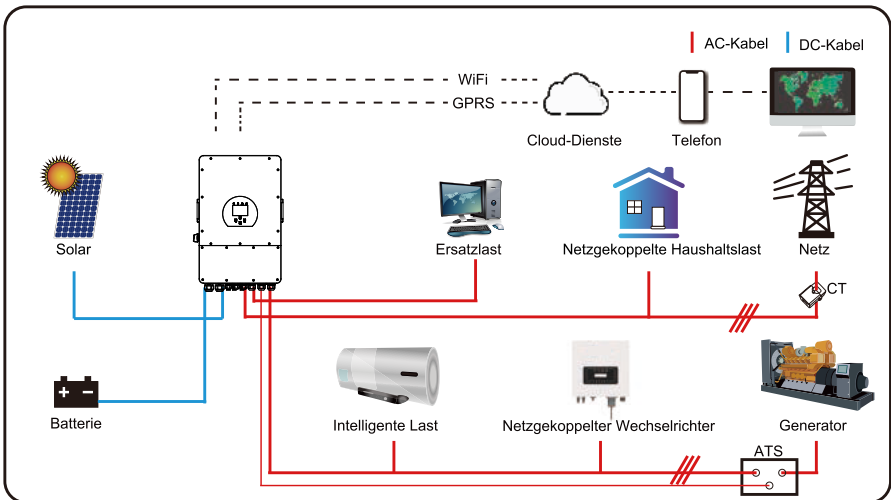 AC-Kabel
DC-Kabel
WiFi
GPRS
Cloud-Dienste
Telefon
Solar
Ersatzlast
Netzgekoppelte Haushaltslast
Netz
CT
Batterie
Intelligente Last
Netzgekoppelter Wechselrichter
Generator
ATS